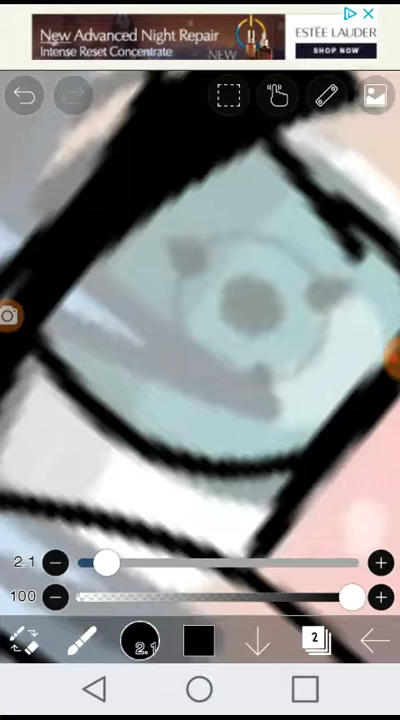 New Advanced Night Repair
Intense Reset Concentrate
NEW
ESTĒE LAUDER
SHOP NOW
2.1
100
2.1
2